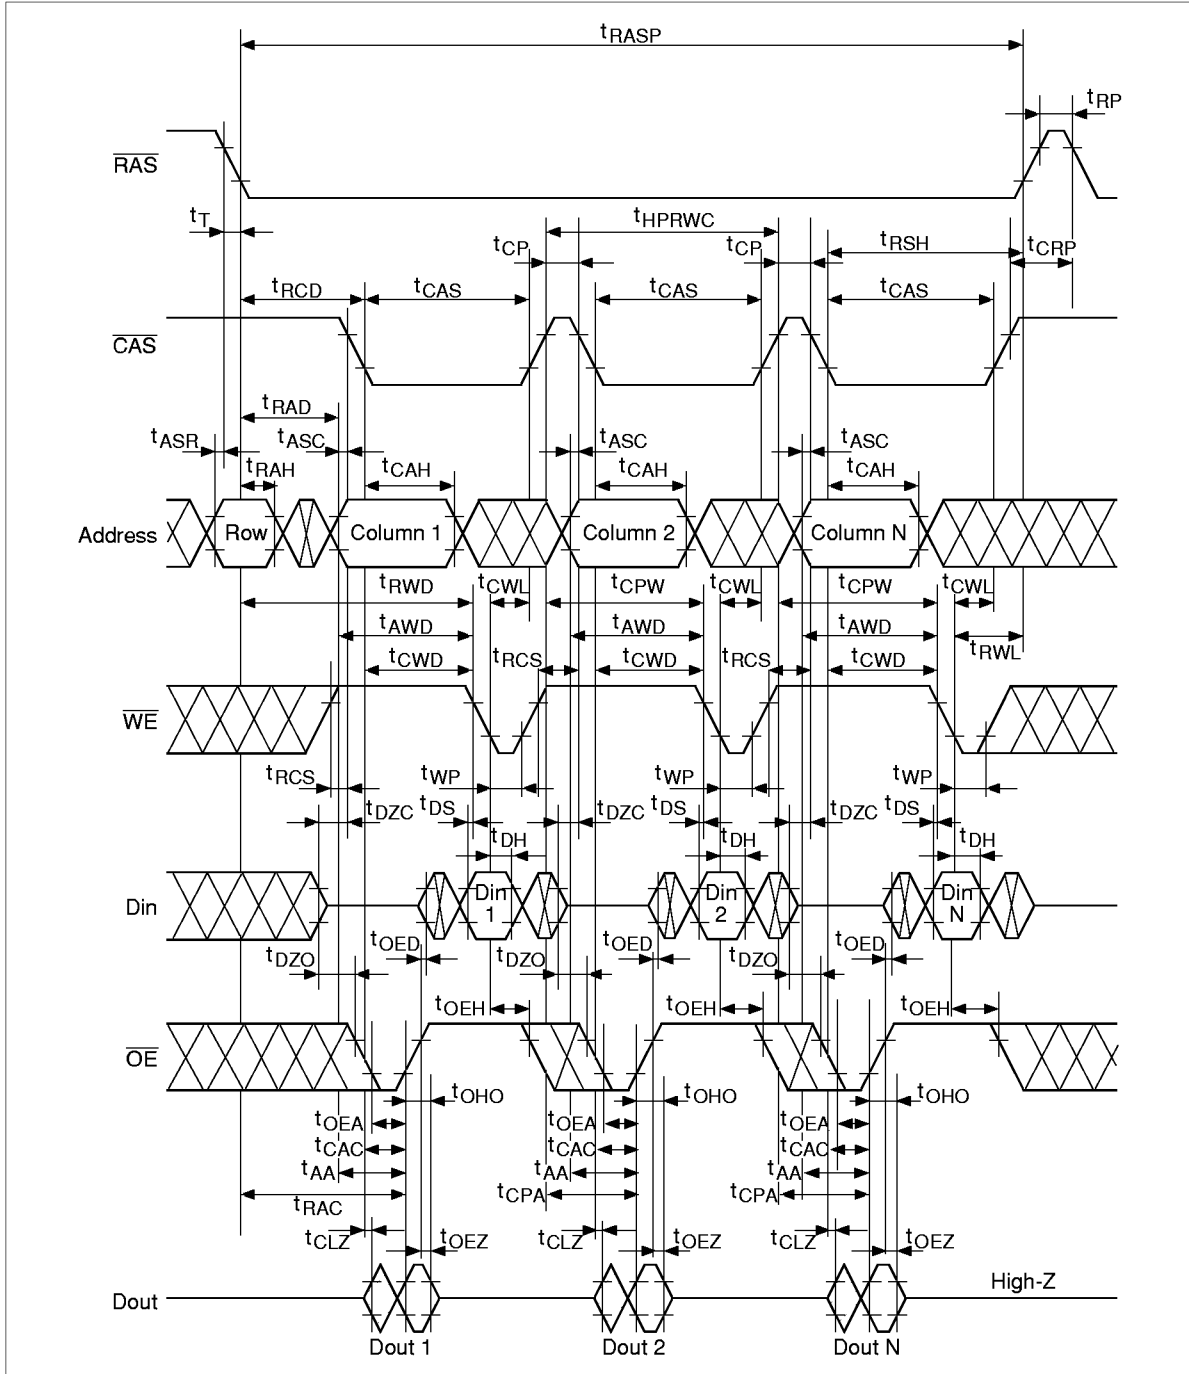 tRASP
tRP
RAS
tT
tHPRWC
tCP
tCP
tRSH
tCRP
tRCD
tCAS
tCAS
tCAS
CAS
tRAD
tASR
tASC
tASC
tASC
tRAH
tCAH
tCAH
tCAH
Address
Row
Column 1
Column 2
Column N
tRWD
tCWL
tCPW
tCWL
tCPW
tCWL
tAWD
tAWD
tAWD
tRWL
tCWD
tRCS
tCWD
tRCS
tCWD
WE
tRCS
tWP
tWP
tWP
tDZC
tDS
tDZC
tDS
tDZC
tDS
tDH
tDH
tDH
Din
Din 1
Din 2
Din N
tDZO
tOED
tDZO
tOED
tDZO
tOED
tOEH
tOEH
tOEH
OE
tOHO
tOHO
tOHO
tOEA
tOEA
tOEA
tCAC
tCAC
tCAC
tAA
tAA
tAA
tRAC
tCPA
tCPA
tCLZ
tOEZ
tCLZ
tOEZ
tCLZ
tOEZ
High-Z
Dout
Dout 1
Dout 2
Dout N